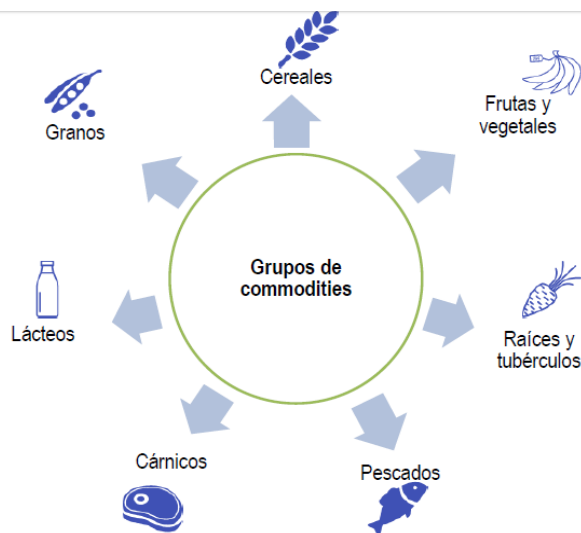 Cereales
Frutas y
vegetales
Granos
Grupos de
commodities
Lácteos
Raíces y
tubérculos
Cárnicos
Pescados